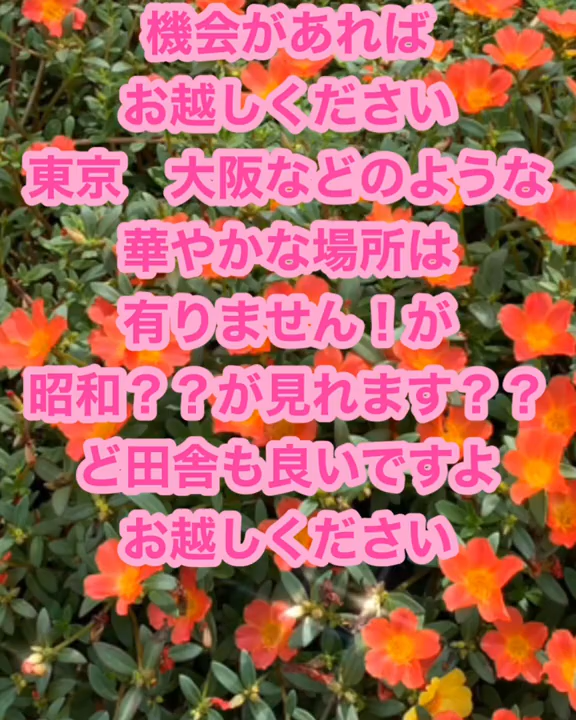 機会があれば
お越しください
東京　大阪などのような
華やかな場所は
有りません！が
昭和？？が見れます？？
ど田舎も良いですよ
お越しください